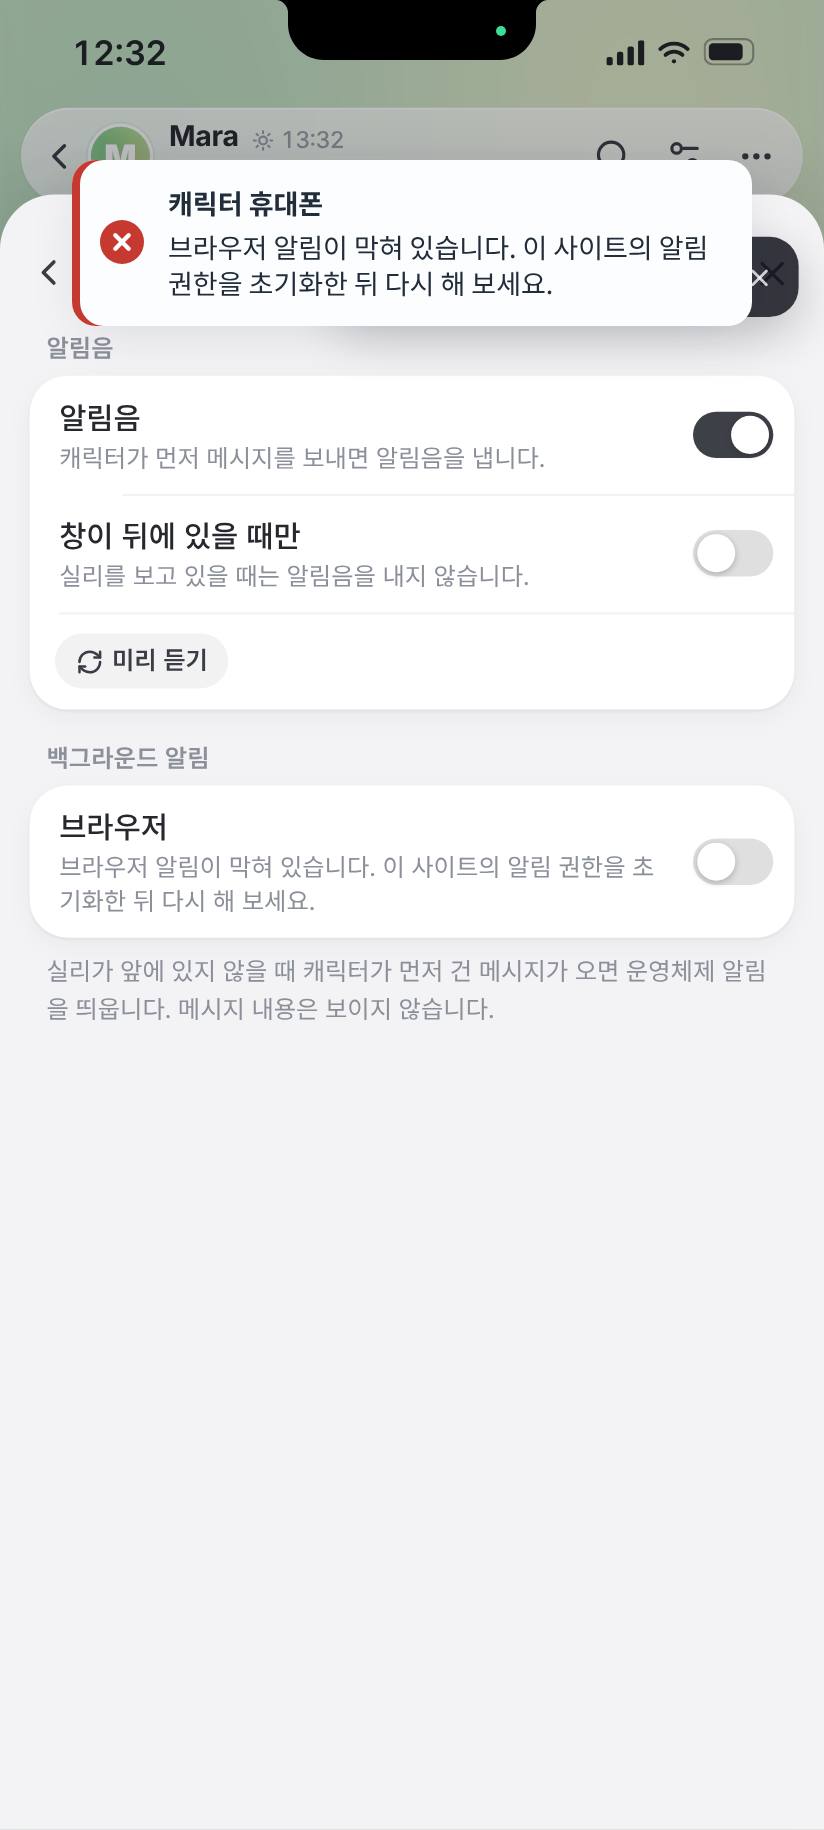 12:32
Mara 13:32
M
캐릭터 휴대폰
브라우저 알림이 막혀 있습니다. 이 사이트의 알림
권한을 초기화한 뒤 다시 해 보세요.
알림음
알림음
캐릭터가 먼저 메시지를 보내면 알림음을 냅니다.
창이 뒤에 있을 때만
실리를 보고 있을 때는 알림음을 내지 않습니다.
미리 듣기
백그라운드 알림
브라우저
브라우저 알림이 막혀 있습니다. 이 사이트의 알림 권한을 초
기화한 뒤 다시 해 보세요.
실리가 앞에 있지 않을 때 캐릭터가 먼저 건 메시지가 오면 운영체제 알림
을 띄웁니다. 메시지 내용은 보이지 않습니다.